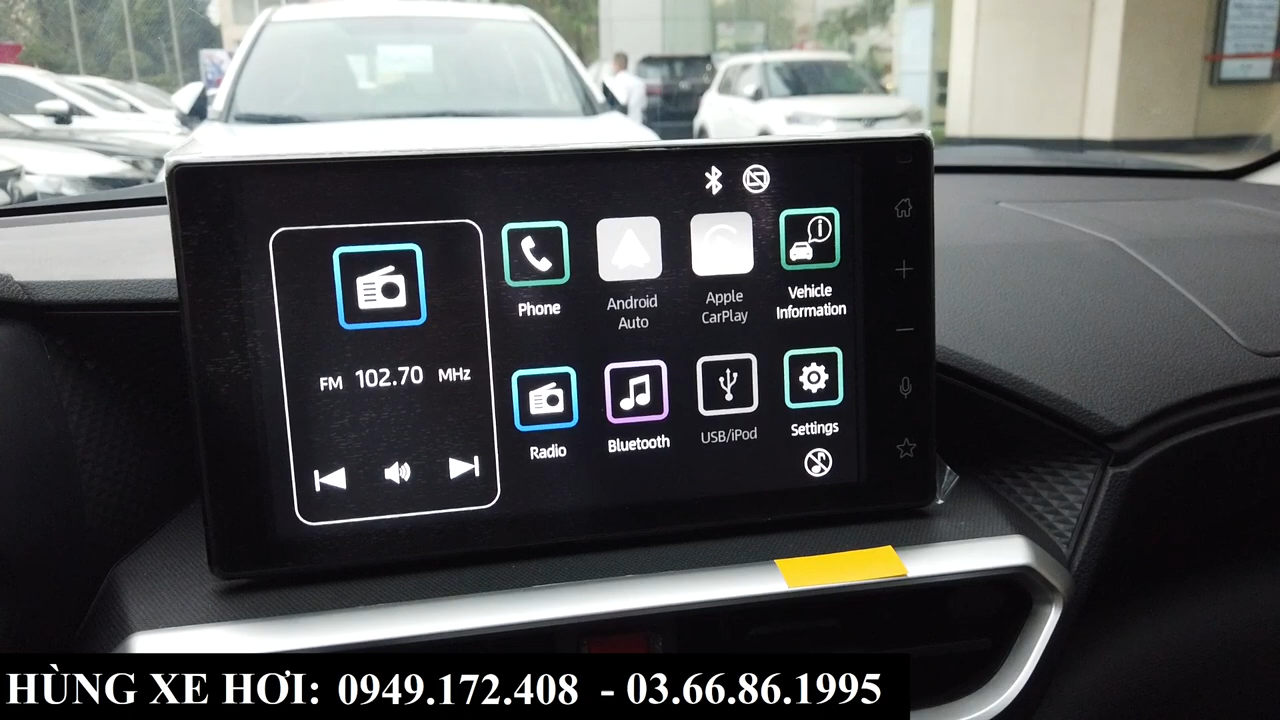 FM 102.70 MHz
Phone
Android
Auto
Apple
CarPlay
Vehicle
Information
Radio
Bluetooth
USB/iPod
Settings
HÙNG XE HƠI: 0949.172.408 - 03.66.86.1995